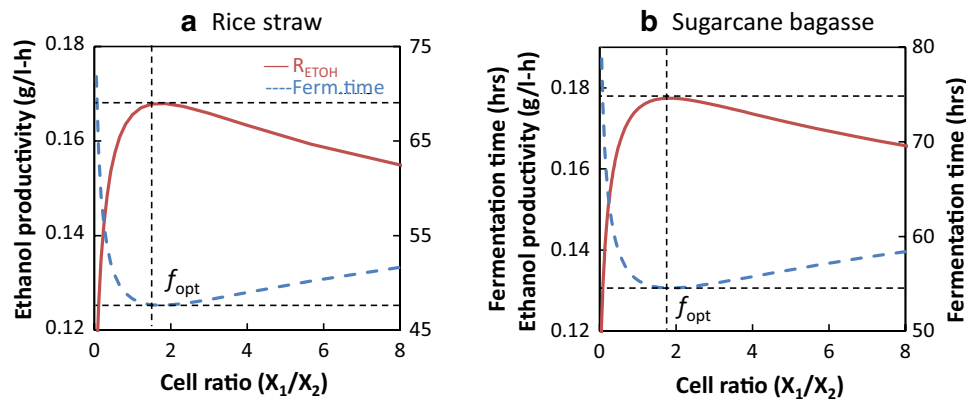 a Rice straw
Ethanol productivity (g/l-h)
0.18
0.16
0.14
0.12
R_ETOH
Ferm.time
f_opt
75
65
55
45
Fermentation time (hrs)
0 2 4 6 8
Cell ratio (X₁/X₂)
b Sugarcane bagasse
Ethanol productivity (g/l-h)
0.18
0.16
0.14
0.12
f_opt
80
70
60
50
Fermentation time (hrs)
0 2 4 6 8
Cell ratio (X₁/X₂)